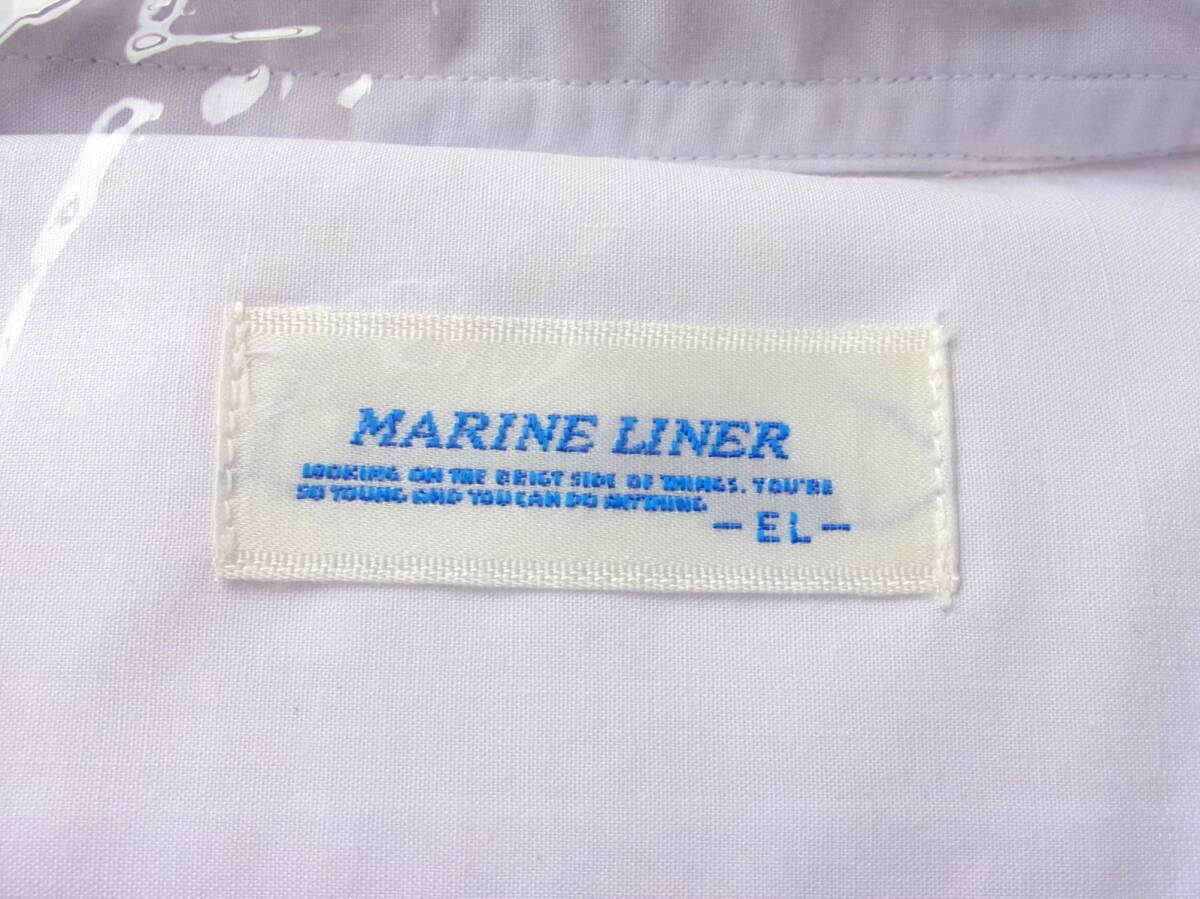 MARINE LINER
LOOKING ON THE BRIGT SIDE OF THINGS. YOU'RE
SO YOUNG AND YOU CAN DO ANYTHING
-EL-